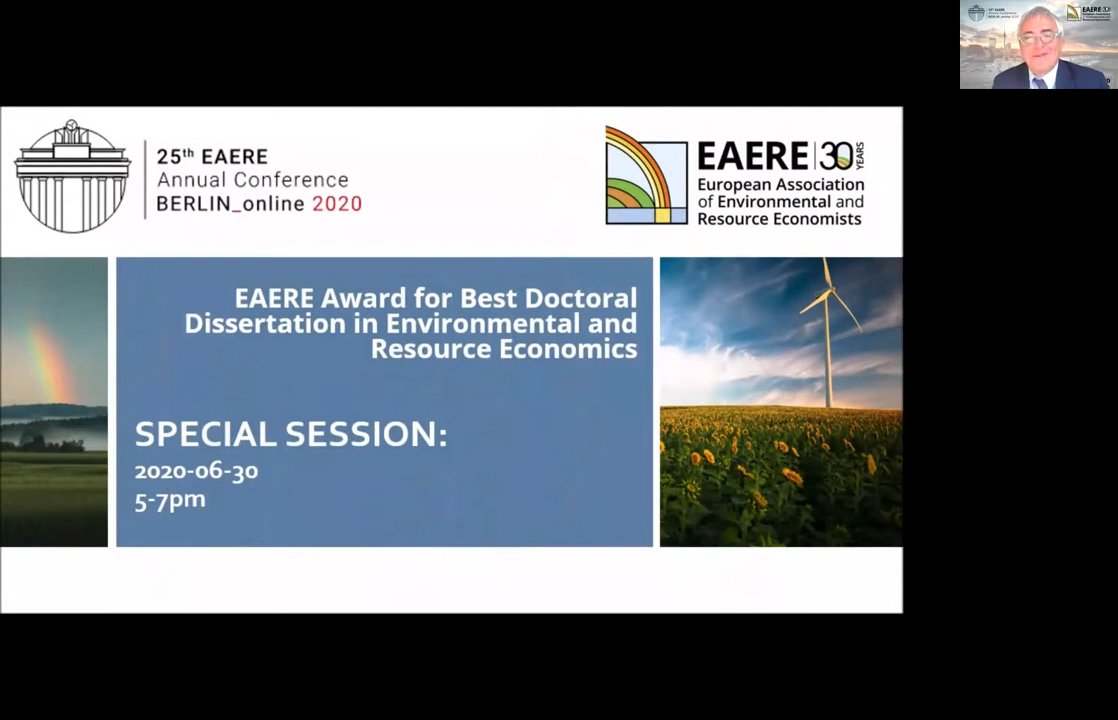 25th EAERE
Annual Conference
BERLIN_online 2020
EAERE 30 YEARS
European Association
of Environmental and
Resource Economists
EAERE Award for Best Doctoral
Dissertation in Environmental and
Resource Economics
SPECIAL SESSION:
2020-06-30
5-7pm